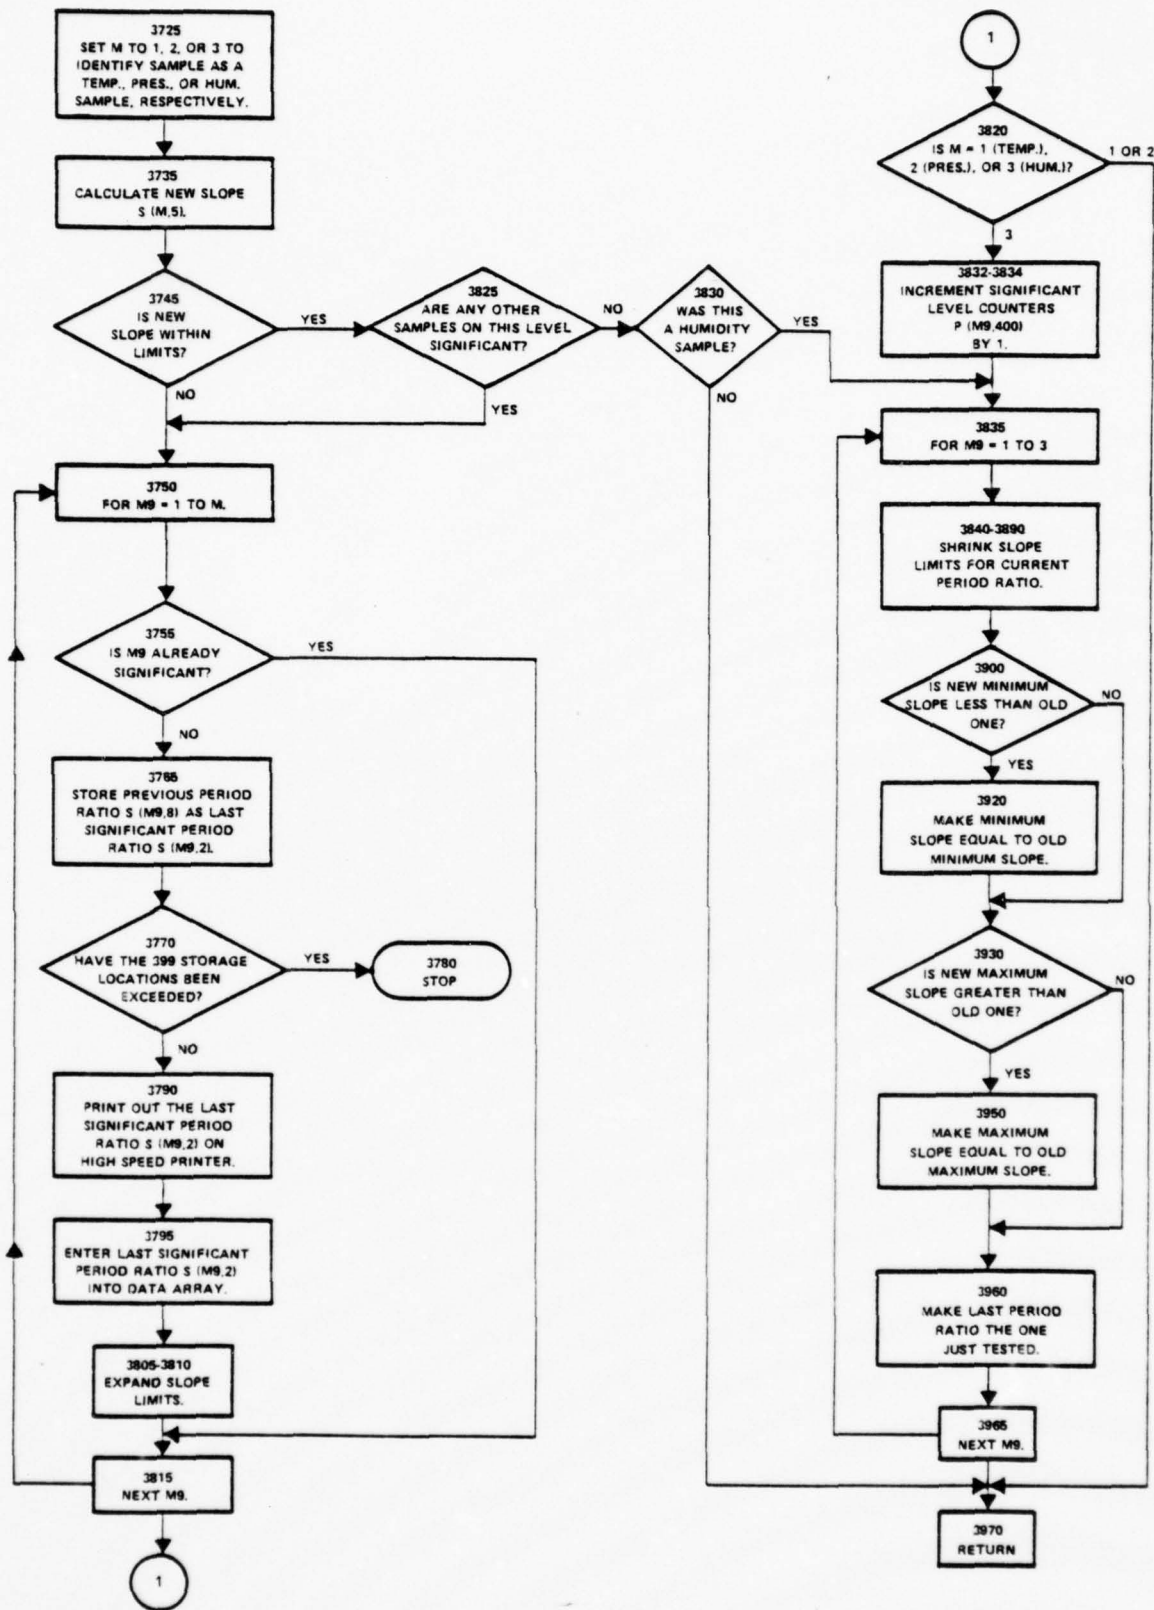 3725
SET M TO 1, 2, OR 3 TO
IDENTIFY SAMPLE AS A
TEMP., PRES., OR HUM.
SAMPLE, RESPECTIVELY.
3735
CALCULATE NEW SLOPE
S (M,5).
3745
IS NEW
SLOPE WITHIN
LIMITS?
YES
NO
3825
ARE ANY OTHER
SAMPLES ON THIS LEVEL
SIGNIFICANT?
NO
YES
3830
WAS THIS
A HUMIDITY
SAMPLE?
YES
NO
3750
FOR M9 = 1 TO M.
3755
IS M9 ALREADY
SIGNIFICANT?
YES
NO
3765
STORE PREVIOUS PERIOD
RATIO S (M9,8) AS LAST
SIGNIFICANT PERIOD
RATIO S (M9,2).
3770
HAVE THE 399 STORAGE
LOCATIONS BEEN
EXCEEDED?
YES
NO
3780
STOP
3790
PRINT OUT THE LAST
SIGNIFICANT PERIOD
RATIO S (M9,2) ON
HIGH SPEED PRINTER.
3795
ENTER LAST SIGNIFICANT
PERIOD RATIO S (M9,2)
INTO DATA ARRAY.
3805-3810
EXPAND SLOPE
LIMITS.
3815
NEXT M9.
1
1
3820
IS M = 1 (TEMP.),
2 (PRES.), OR 3 (HUM.)?
1 OR 2
3
3832-3834
INCREMENT SIGNIFICANT
LEVEL COUNTERS
P (M9,400)
BY 1.
3835
FOR M9 = 1 TO 3
3840-3890
SHRINK SLOPE
LIMITS FOR CURRENT
PERIOD RATIO.
3900
IS NEW MINIMUM
SLOPE LESS THAN OLD
ONE?
NO
YES
3920
MAKE MINIMUM
SLOPE EQUAL TO OLD
MINIMUM SLOPE.
3930
IS NEW MAXIMUM
SLOPE GREATER THAN
OLD ONE?
NO
YES
3950
MAKE MAXIMUM
SLOPE EQUAL TO OLD
MAXIMUM SLOPE.
3960
MAKE LAST PERIOD
RATIO THE ONE
JUST TESTED.
3965
NEXT M9.
3970
RETURN